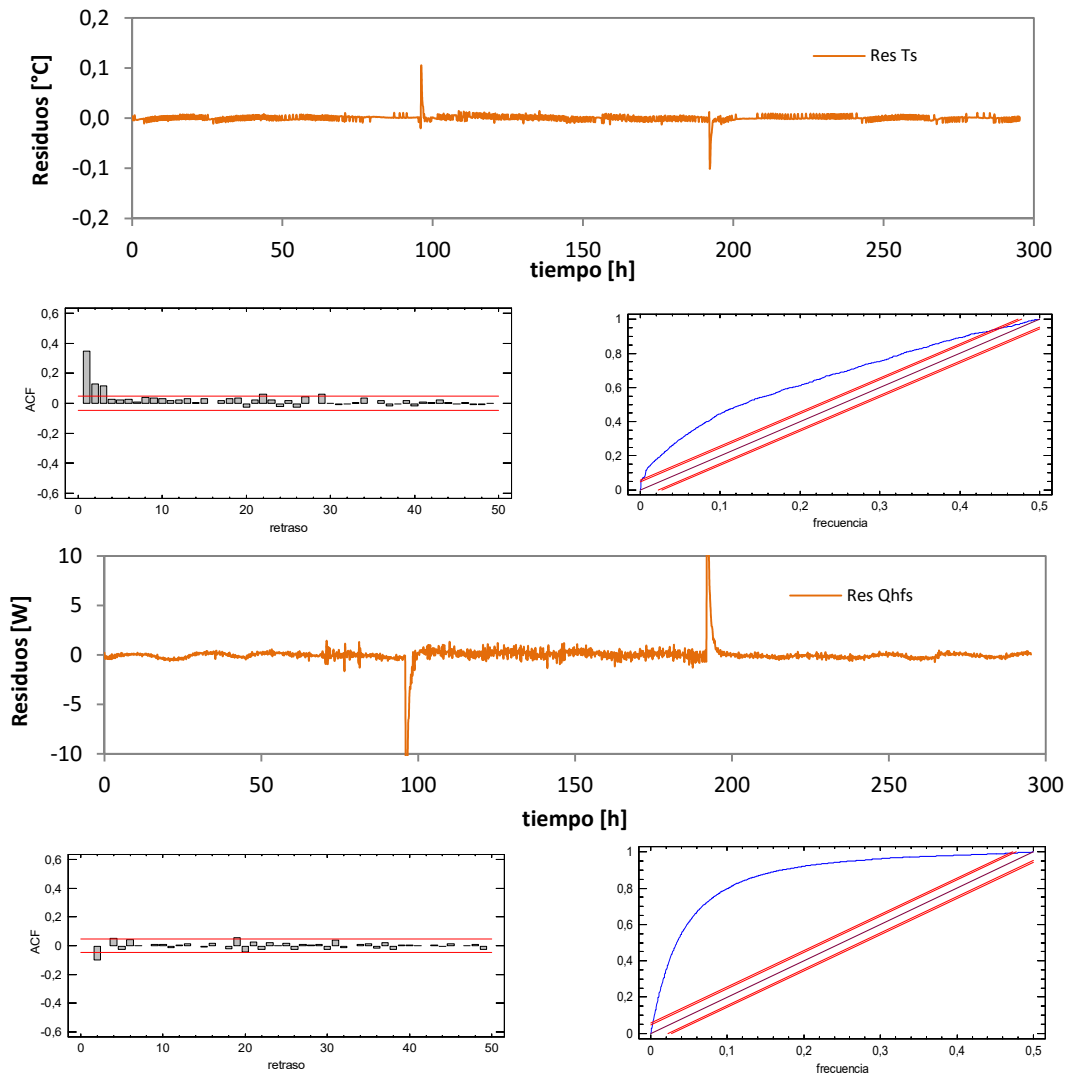 Residuos [°C]
0,2
0,1
0,0
-0,1
-0,2
Res Ts
0 50 100 150 200 250 300
tiempo [h]
ACF
0,6
0,4
0,2
0
-0,2
-0,4
-0,6
0 10 20 30 40 50
retraso
1
0,8
0,6
0,4
0,2
0
0 0,1 0,2 0,3 0,4 0,5
frecuencia
Residuos [W]
10
5
0
-5
-10
Res Qhfs
0 50 100 150 200 250 300
tiempo [h]
ACF
0,6
0,4
0,2
0
-0,2
-0,4
-0,6
0 10 20 30 40 50
retraso
1
0,8
0,6
0,4
0,2
0
0 0,1 0,2 0,3 0,4 0,5
frecuencia